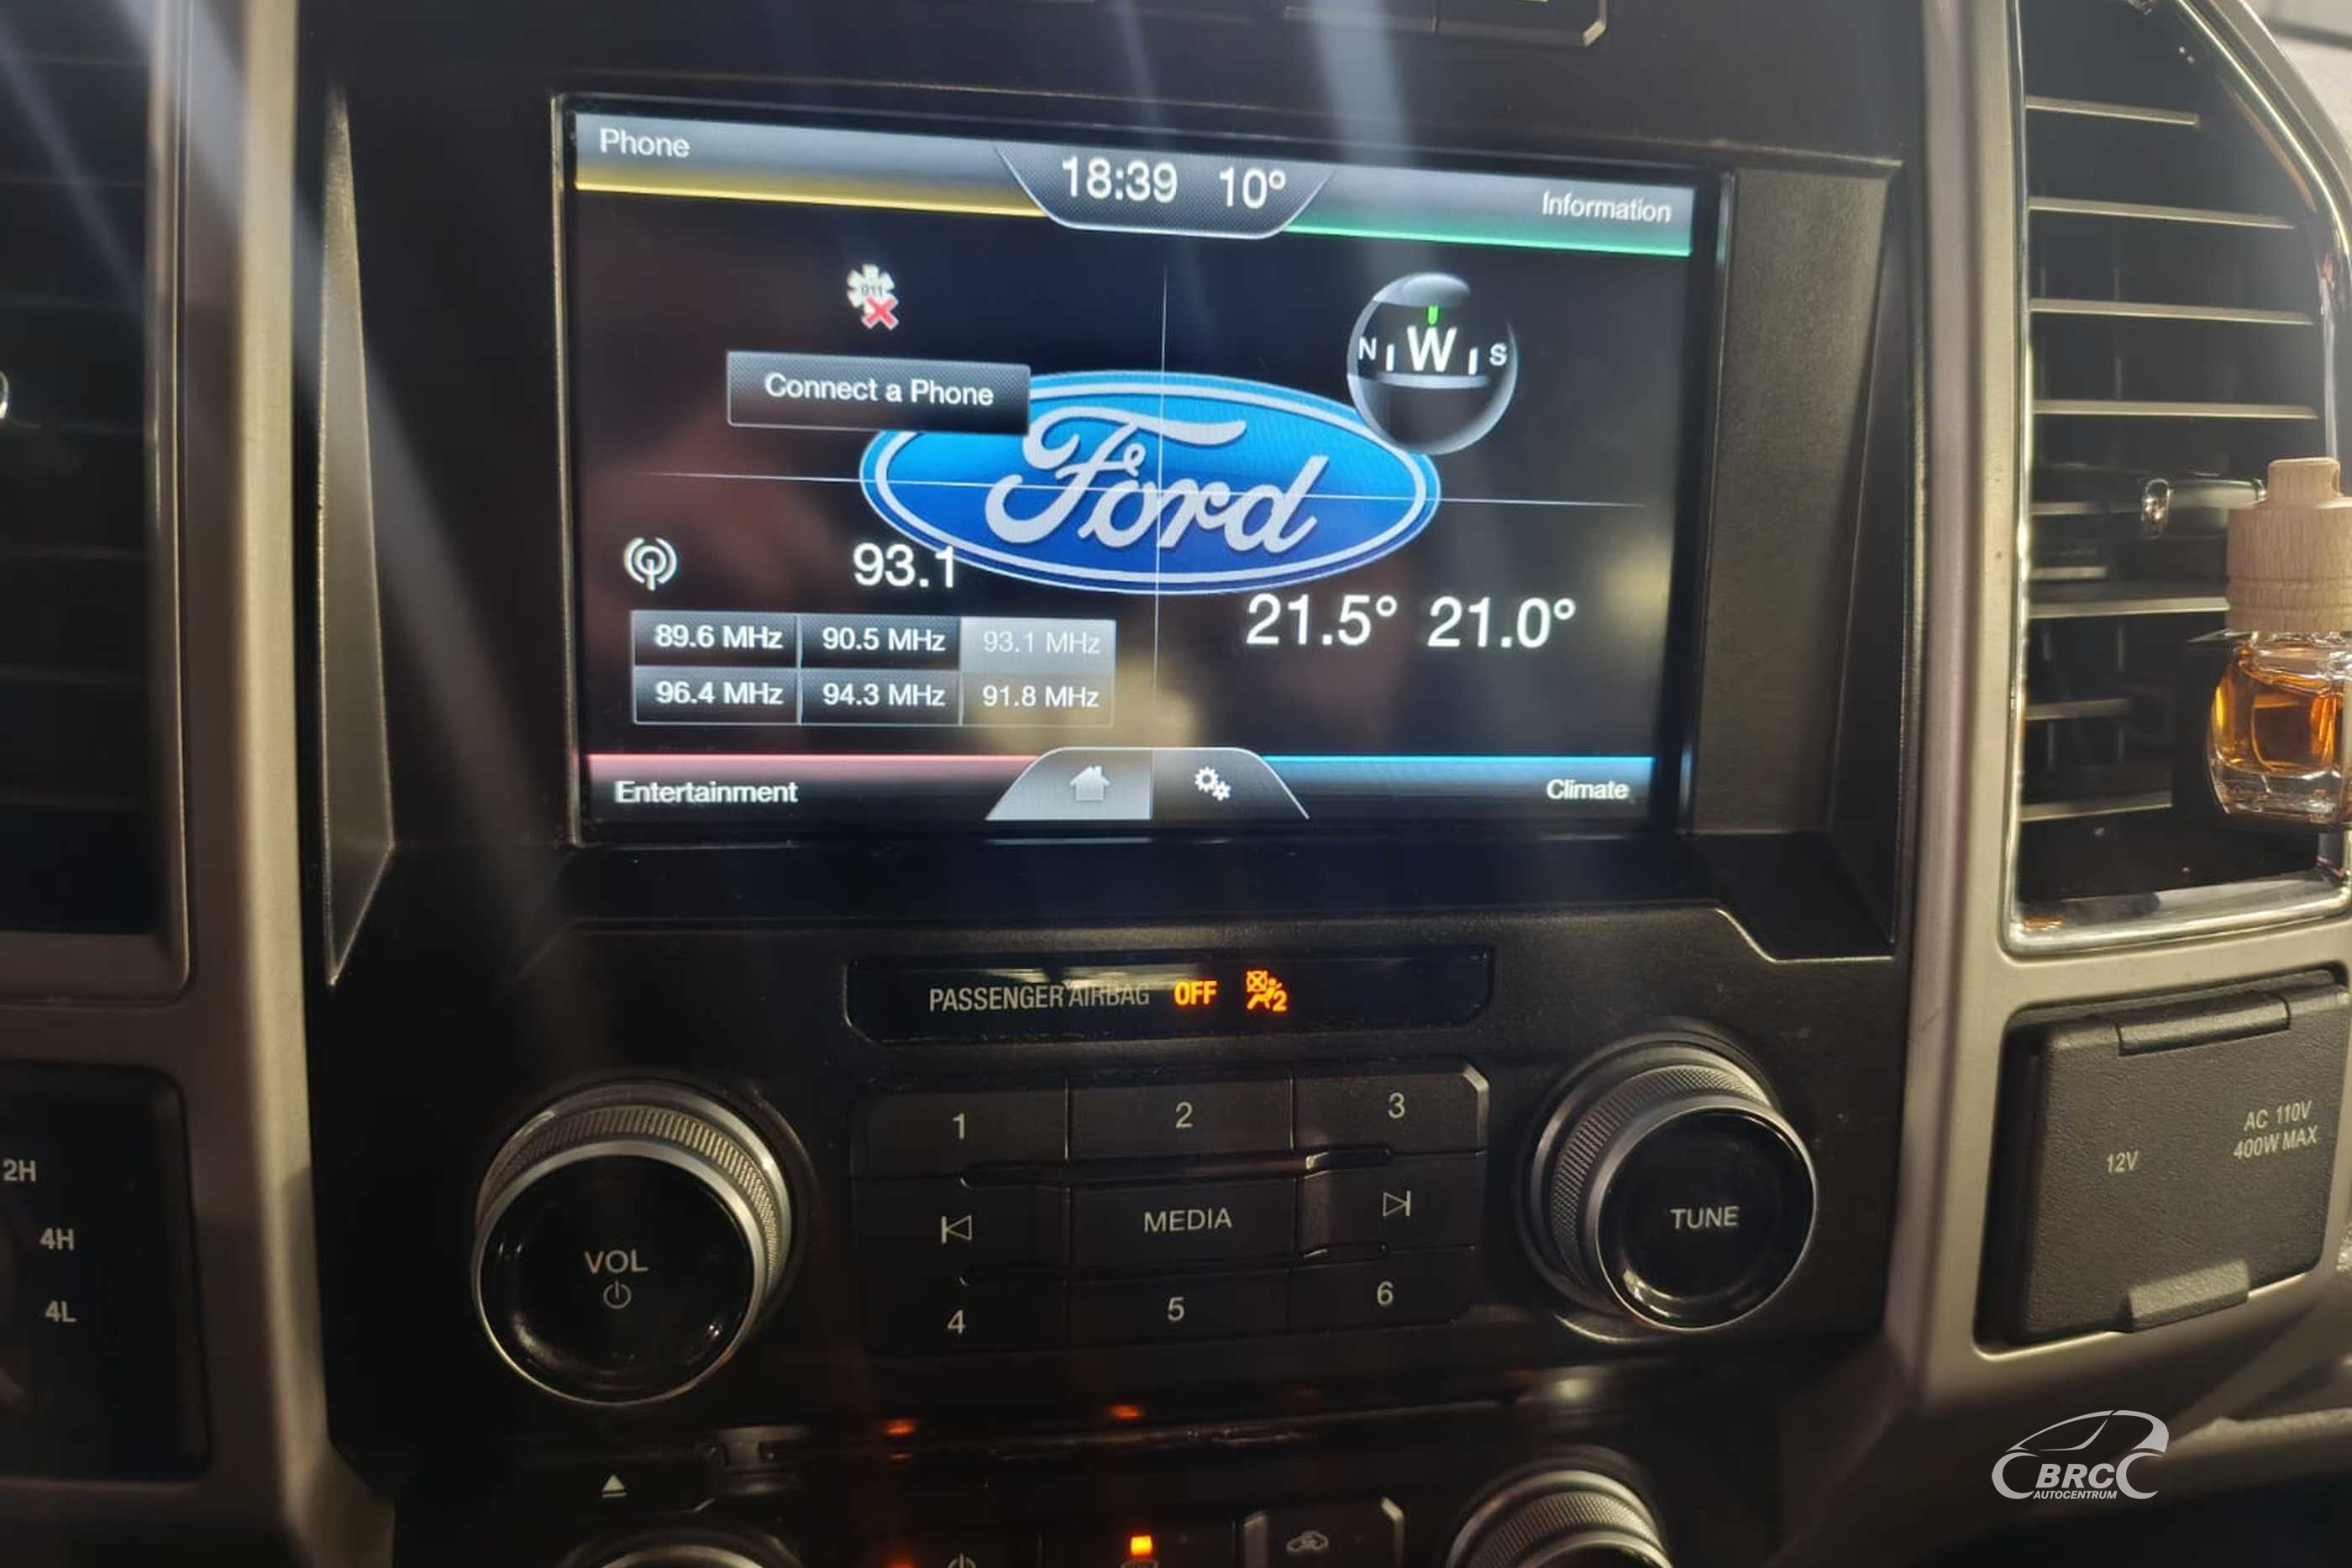 Phone
18:39 10°
Information
911
Connect a Phone
N W S
Ford
93.1
21.5° 21.0°
89.6 MHz 90.5 MHz 93.1 MHz
96.4 MHz 94.3 MHz 91.8 MHz
Entertainment
Climate
PASSENGER AIRBAG OFF 2
1 2 3
MEDIA
4 5 6
VOL
TUNE
2H
4H
4L
12V
AC 110V
400W MAX
BRC
AUTOCENTRUM